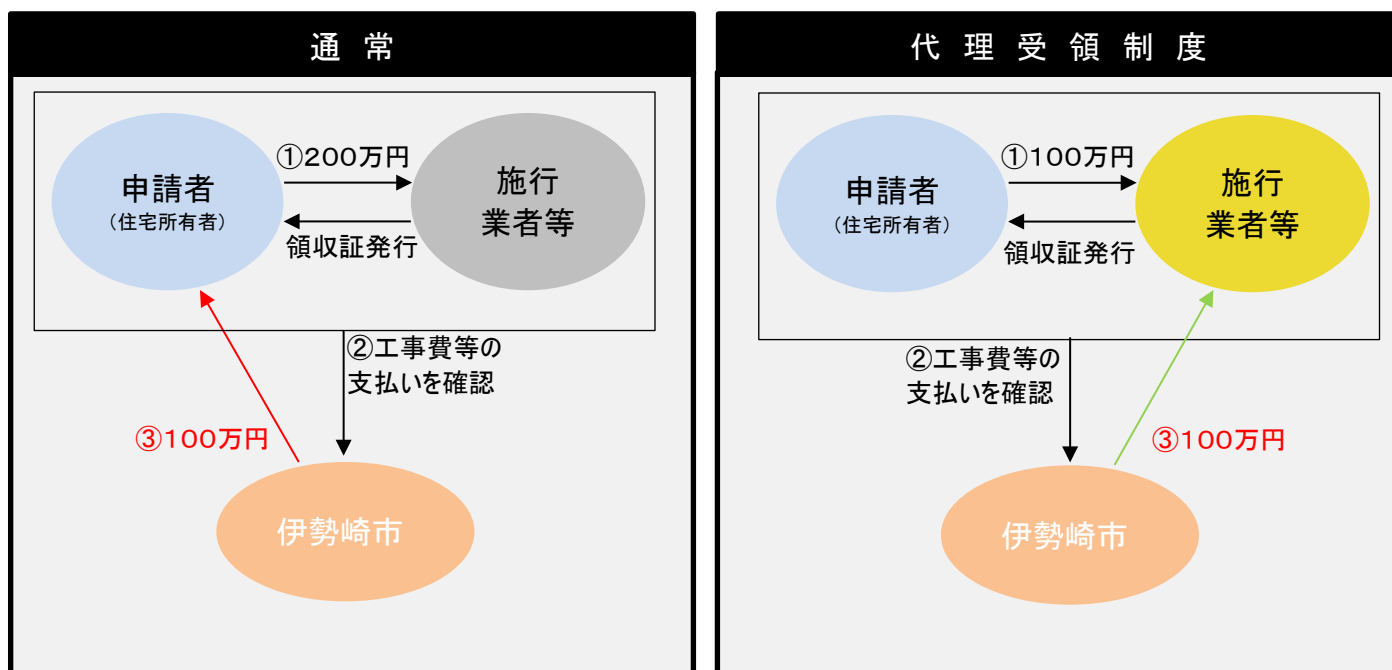 通常
申請者
（住宅所有者）
①200万円
領収証発行
施行
業者等
②工事費等の
支払いを確認
③100万円
伊勢崎市
代理受領制度
申請者
（住宅所有者）
①100万円
領収証発行
施行
業者等
②工事費等の
支払いを確認
③100万円
伊勢崎市